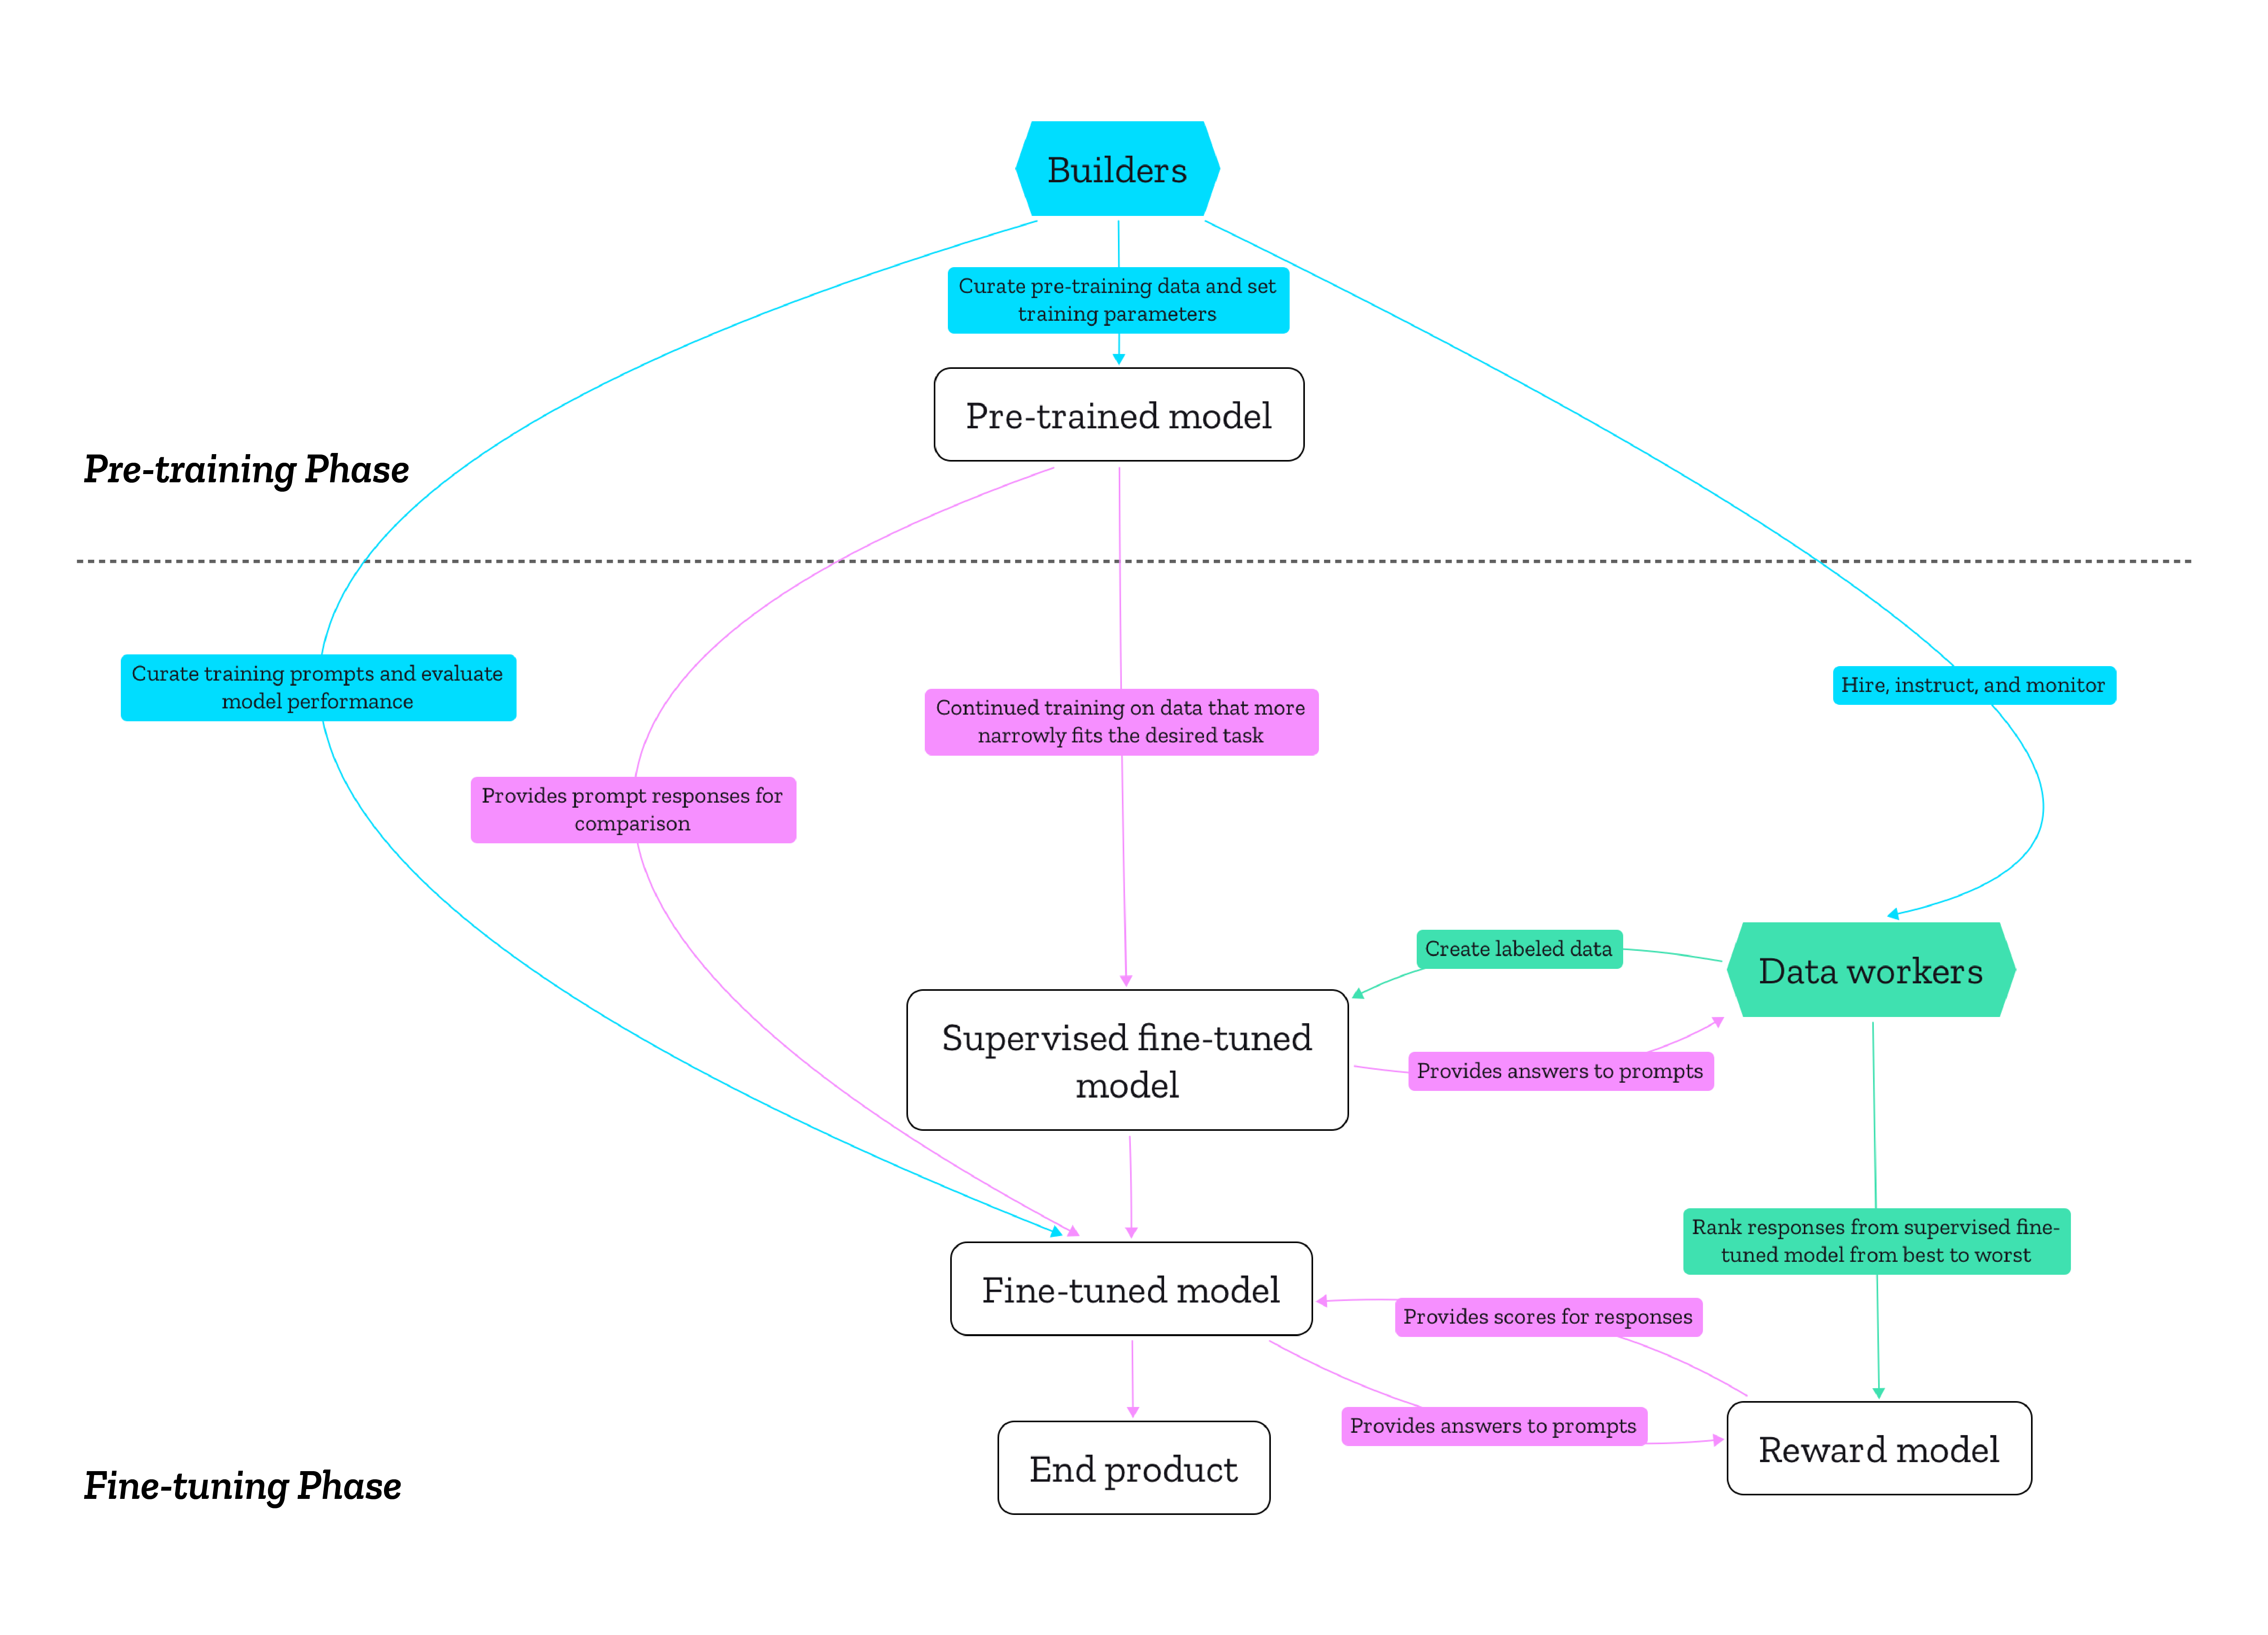 Builders
Curate pre-training data and set
training parameters
Pre-trained model
Pre-training Phase
Curate training prompts and evaluate
model performance
Hire, instruct, and monitor
Continued training on data that more
narrowly fits the desired task
Provides prompt responses for
comparison
Create labeled data
Data workers
Supervised fine-tuned
model
Provides answers to prompts
Rank responses from supervised fine-
tuned model from best to worst
Fine-tuned model
Provides scores for responses
Provides answers to prompts
Reward model
End product
Fine-tuning Phase